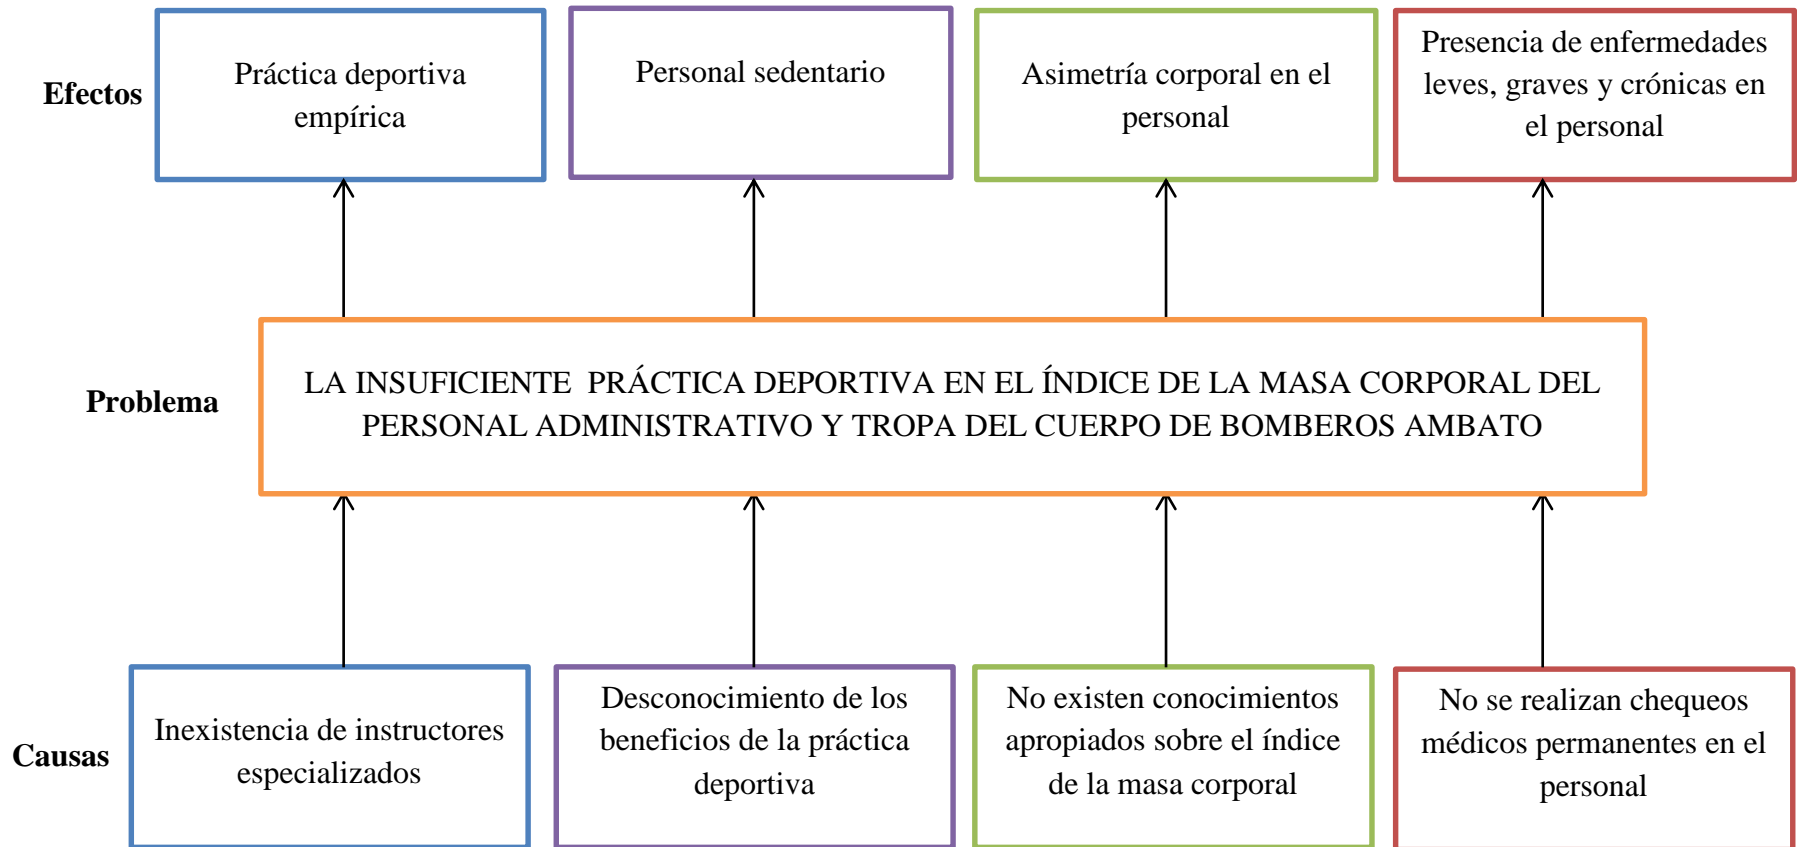 Efectos
Práctica deportiva
empírica
Personal sedentario
Asimetría corporal en el
personal
Presencia de enfermedades
leves, graves y crónicas en
el personal
Problema
LA INSUFICIENTE PRÁCTICA DEPORTIVA EN EL ÍNDICE DE LA MASA CORPORAL DEL
PERSONAL ADMINISTRATIVO Y TROPA DEL CUERPO DE BOMBEROS AMBATO
Causas
Inexistencia de instructores
especializados
Desconocimiento de los
beneficios de la práctica
deportiva
No existen conocimientos
apropiados sobre el índice
de la masa corporal
No se realizan chequeos
médicos permanentes en el
personal